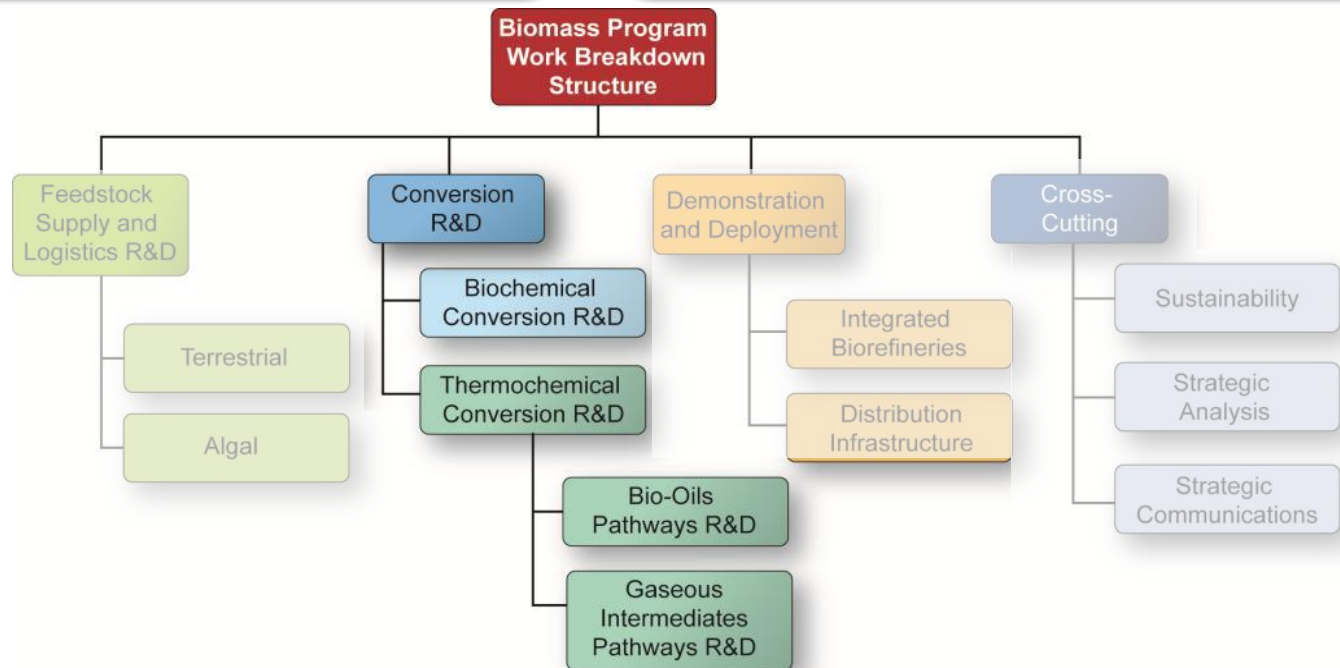 Biomass Program
Work Breakdown
Structure
Feedstock
Supply and
Logistics R&D
Terrestrial
Algal
Conversion
R&D
Biochemical
Conversion R&D
Thermochemical
Conversion R&D
Bio-Oils
Pathways R&D
Gaseous
Intermediates
Pathways R&D
Demonstration
and Deployment
Integrated
Biorefineries
Distribution
Infrastructure
Cross-
Cutting
Sustainability
Strategic
Analysis
Strategic
Communications